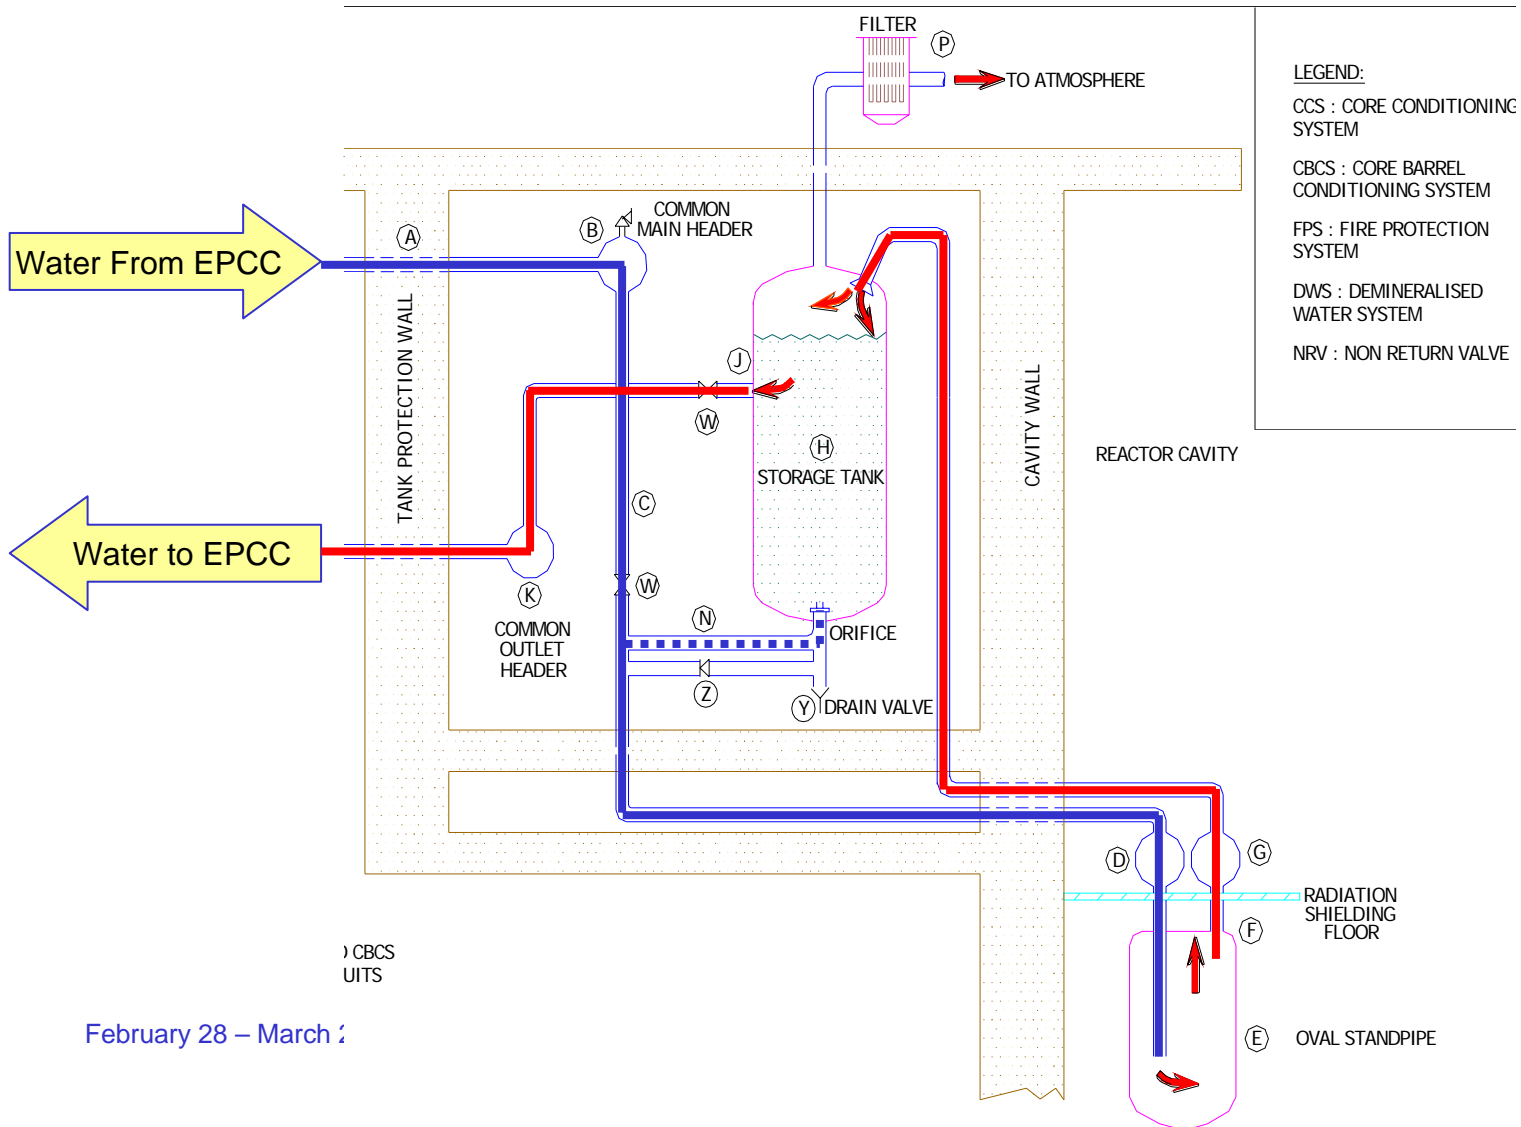 FILTER
P
TO ATMOSPHERE
LEGEND:
CCS : CORE CONDITIONING
SYSTEM
CBCS : CORE BARREL
CONDITIONING SYSTEM
FPS : FIRE PROTECTION
SYSTEM
DWS : DEMINERALISED
WATER SYSTEM
NRV : NON RETURN VALVE
Water From EPCC
A
B
COMMON
MAIN HEADER
TANK PROTECTION WALL
J
W
H
STORAGE TANK
CAVITY WALL
REACTOR CAVITY
C
Water to EPCC
W
K
COMMON
OUTLET
HEADER
N
ORIFICE
Z
Y
DRAIN VALVE
D
G
RADIATION
SHIELDING
FLOOR
F
CBCS
UITS
E
OVAL STANDPIPE
February 28 – March 2